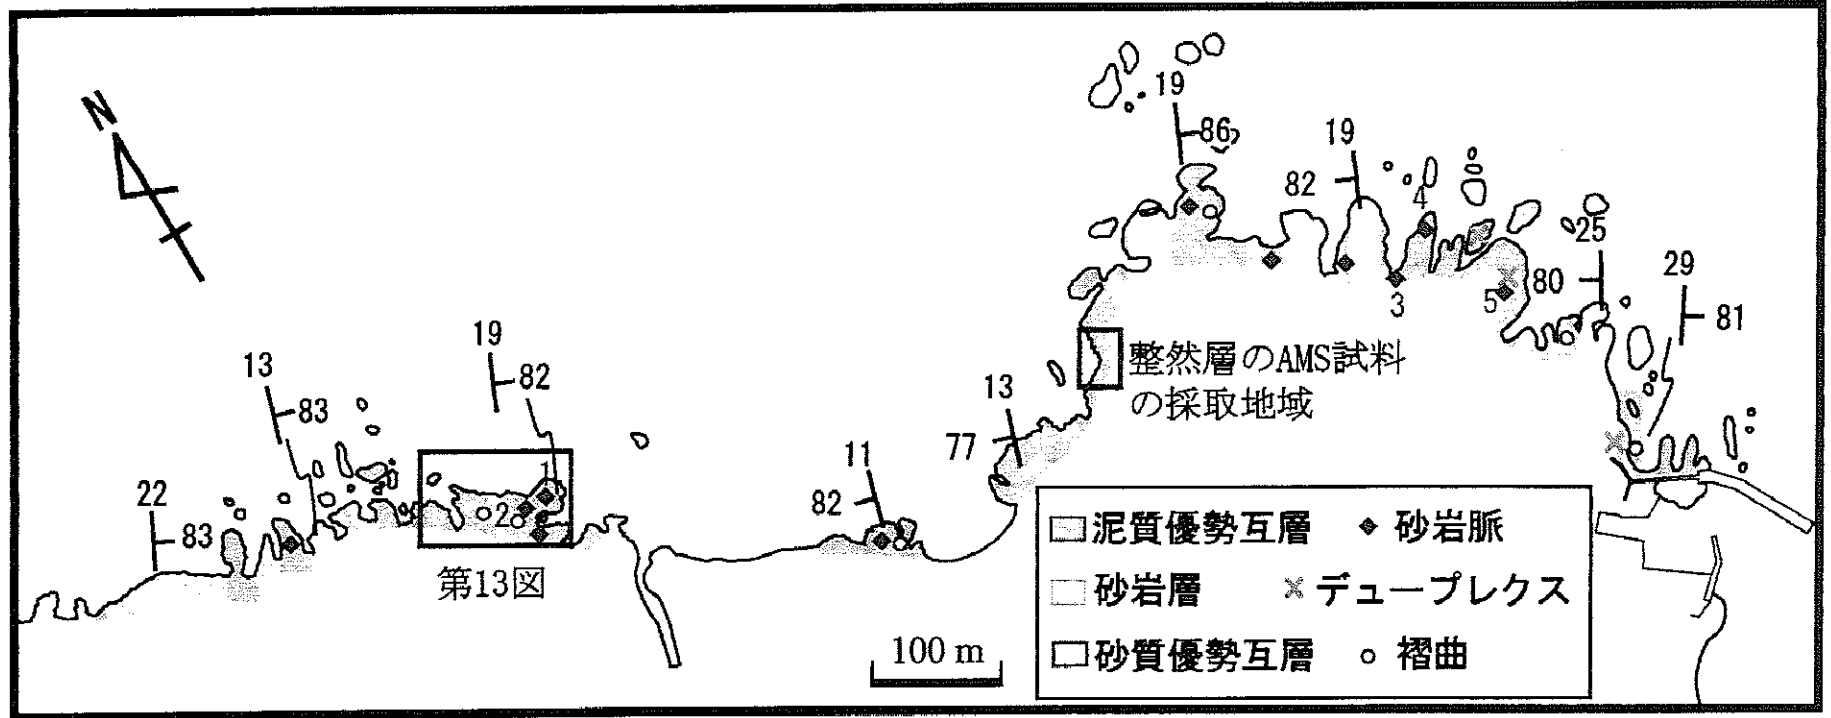 N
19
86
19
82
4
25
80
29
81
5
3
整然層のAMS試料
の採取地域
19
82
13
83
13
77
11
82
22
83
1
2
第13図
100 m
泥質優勢互層
砂岩脈
砂岩層
デュープレクス
砂質優勢互層
褶曲